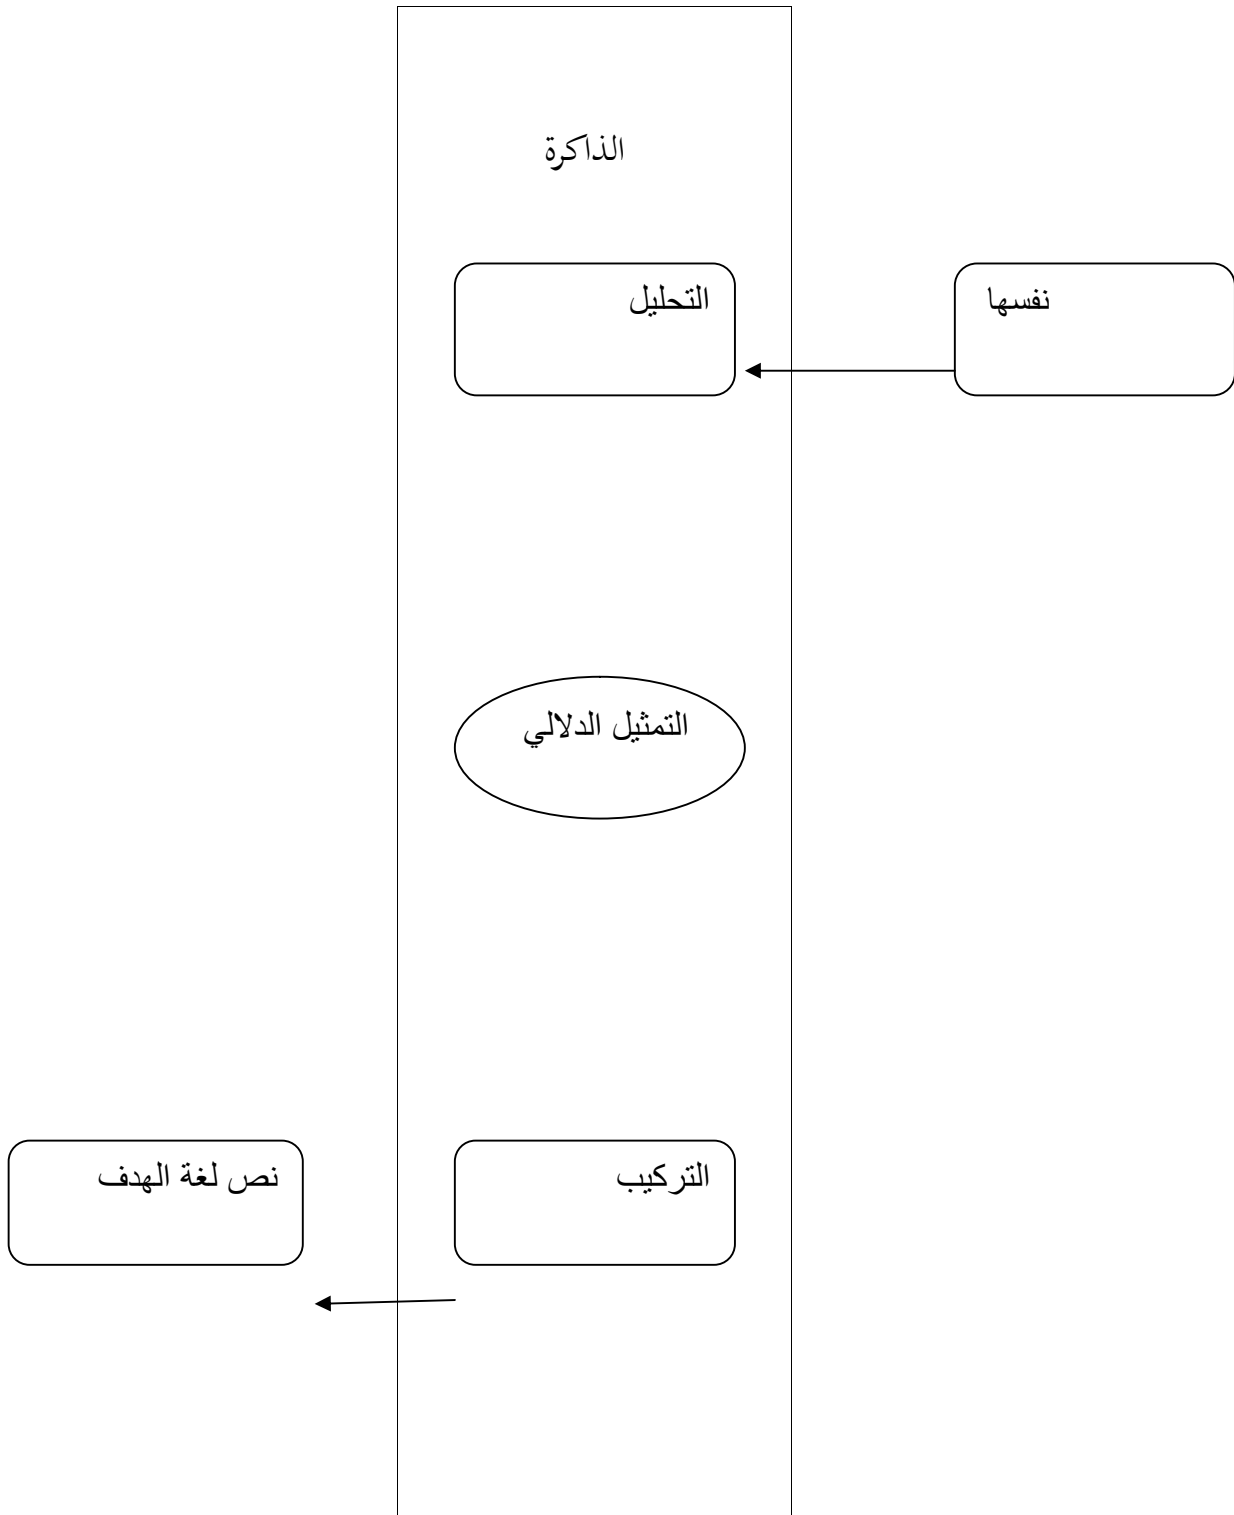 الذاكرة
نفسها
التحليل
التمثيل الدلالي
التركيب
نص لغة الهدف